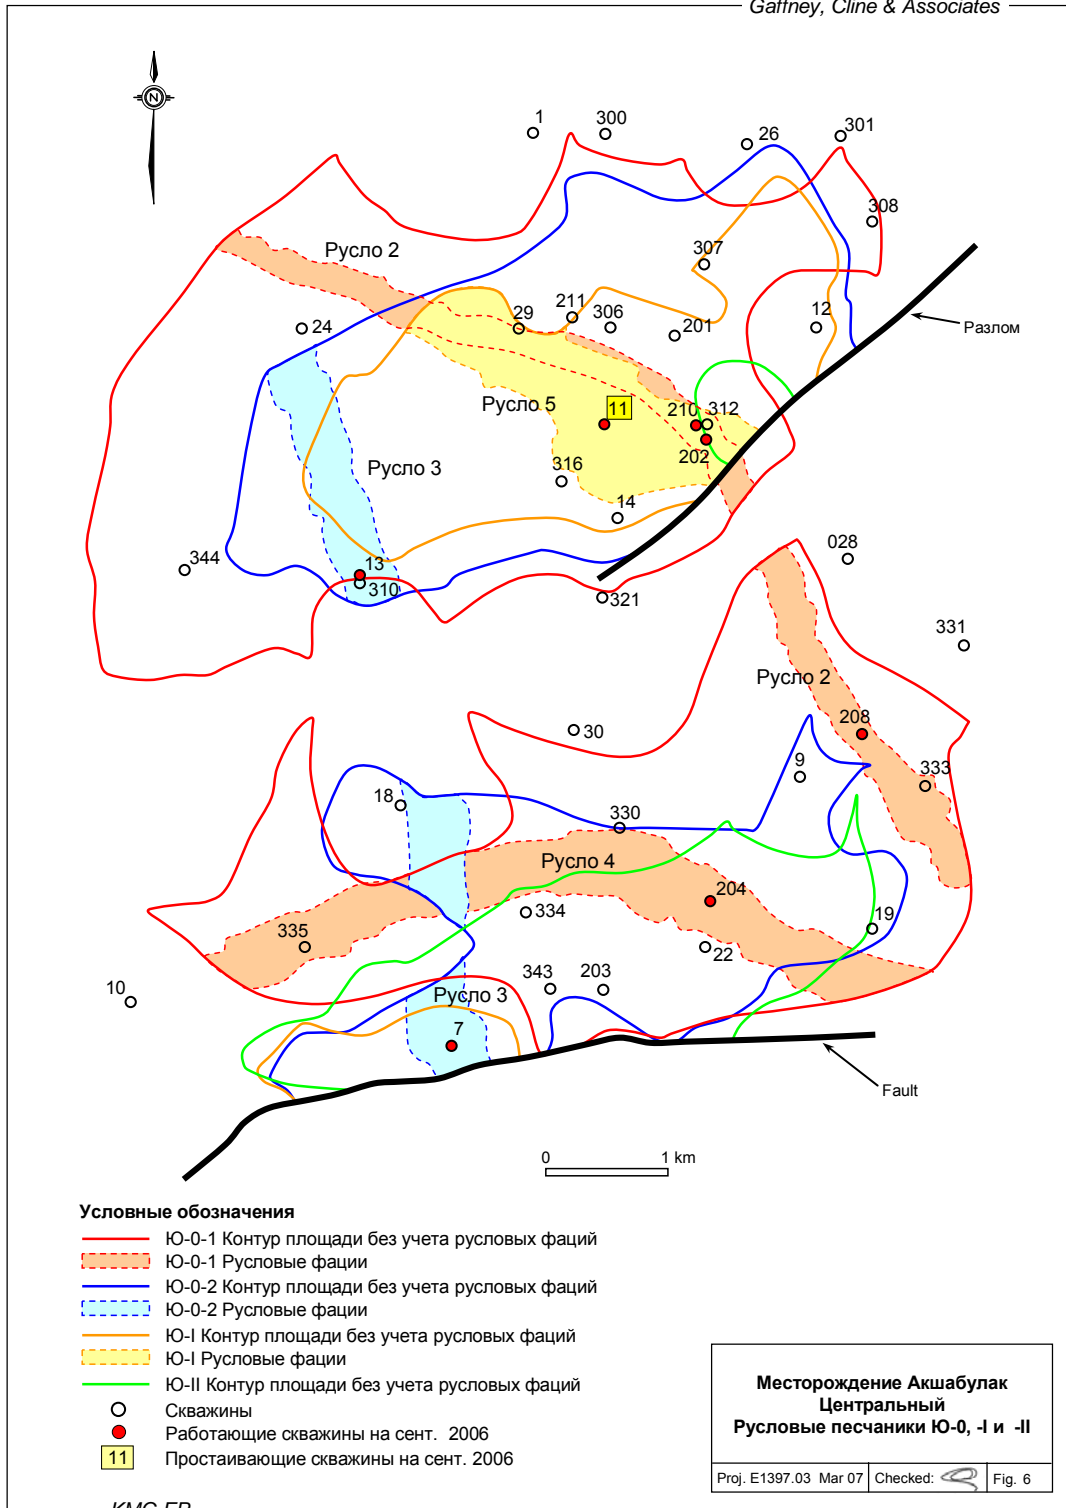 Gaffney, Cline & Associates
N
1
300
26
301
308
Русло 2
307
24
29
211
306
201
12
Разлом
Русло 5
11
210
312
202
Русло 3
316
14
344
13
310
321
028
331
Русло 2
208
30
9
333
18
330
Русло 4
204
334
335
19
22
10
343
203
Русло 3
7
Fault
0
1 km
Условные обозначения
Ю-0-1 Контур площади без учета русловых фаций
Ю-0-1 Русловые фации
Ю-0-2 Контур площади без учета русловых фаций
Ю-0-2 Русловые фации
Ю-I Контур площади без учета русловых фаций
Ю-I Русловые фации
Ю-II Контур площади без учета русловых фаций
Скважины
Работающие скважины на сент. 2006
11 Простаивающие скважины на сент. 2006
Месторождение Акшабулак
Центральный
Русловые песчаники Ю-0, -I и -II
Proj. E1397.03 Mar 07 Checked: Fig. 6
KMG EP